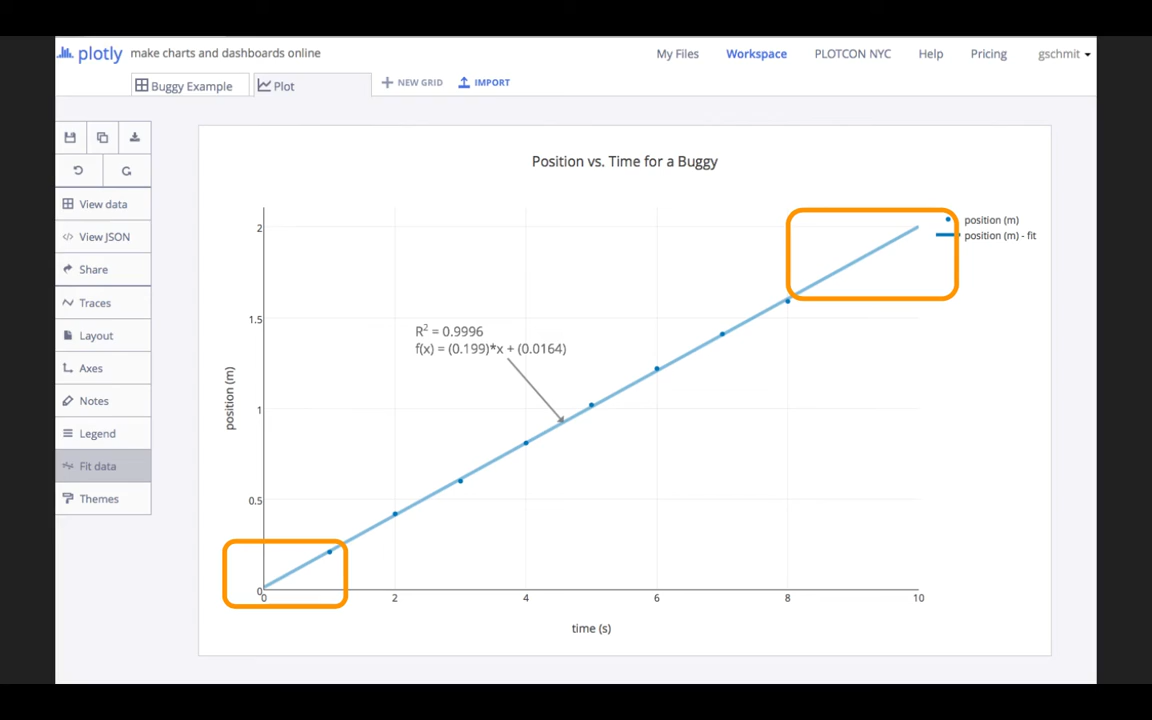 plotly make charts and dashboards online
My Files Workspace PLOTCON NYC Help Pricing gschmit
Buggy Example Plot NEW GRID IMPORT
View data
View JSON
Share
Traces
Layout
Axes
Notes
Legend
Fit data
Themes
Position vs. Time for a Buggy
position (m)
position (m) - fit
R² = 0.9996
f(x) = (0.199)*x + (0.0164)
position (m)
2
1.5
1
0.5
0
0 2 4 6 8 10
time (s)